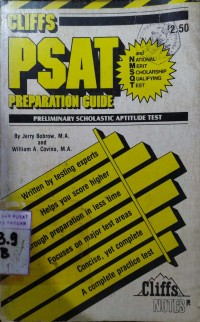 CLIFFS
$2.50
PSAT
and
NATIONAL
MERIT
SCHOLARSHIP
QUALIFYING
TEST
PREPARATION GUIDE
PRELIMINARY SCHOLASTIC APTITUDE TEST
By Jerry Bobrow, M.A.
and
William A. Covino, M.A.
Written by testing experts
Helps you score higher
Thorough preparation in less time
Focuses on major test areas
Concise, yet complete
A complete practice test
Cliffs
NOTES